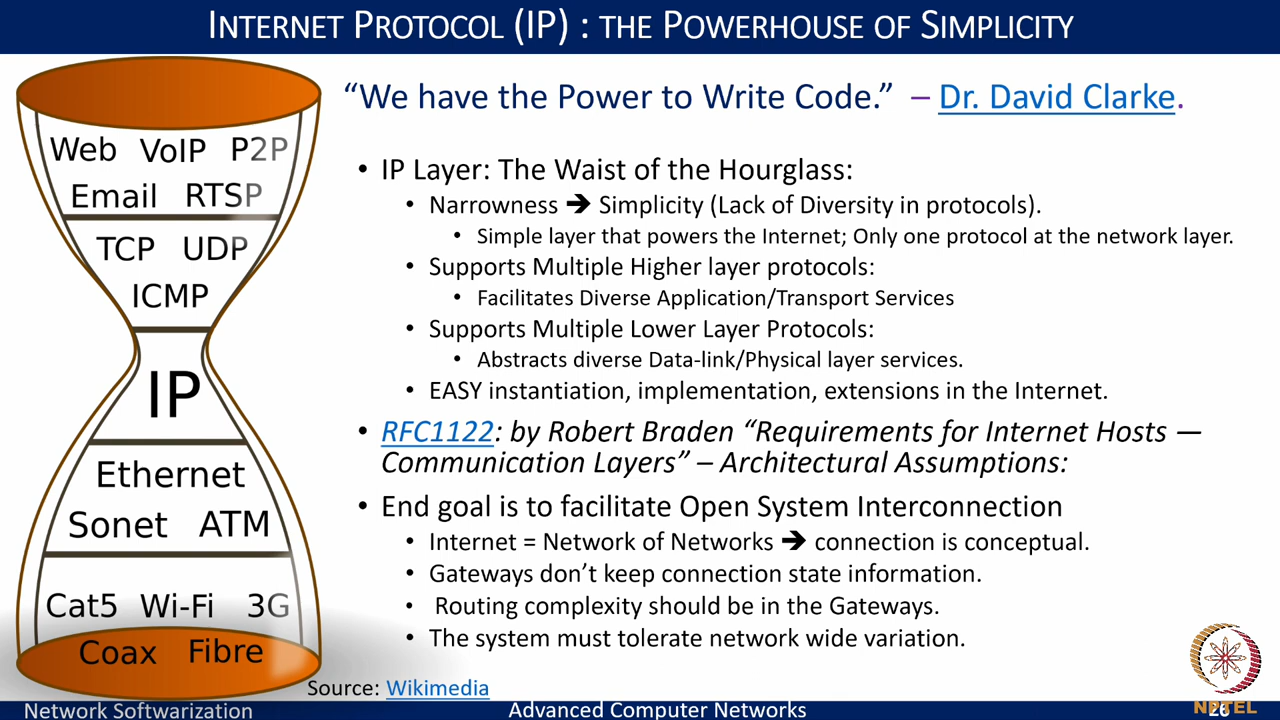 INTERNET PROTOCOL (IP) : THE POWERHOUSE OF SIMPLICITY
Web VoIP P2P
Email RTSP
TCP UDP
ICMP
IP
Ethernet
Sonet ATM
Cat5 Wi-Fi 3G
Coax Fibre
“We have the Power to Write Code.” – Dr. David Clarke.
• IP Layer: The Waist of the Hourglass:
• Narrowness ➔ Simplicity (Lack of Diversity in protocols).
• Simple layer that powers the Internet; Only one protocol at the network layer.
• Supports Multiple Higher layer protocols:
• Facilitates Diverse Application/Transport Services
• Supports Multiple Lower Layer Protocols:
• Abstracts diverse Data-link/Physical layer services.
• EASY instantiation, implementation, extensions in the Internet.
• RFC1122: by Robert Braden “Requirements for Internet Hosts —
Communication Layers” – Architectural Assumptions:
• End goal is to facilitate Open System Interconnection
• Internet = Network of Networks ➔ connection is conceptual.
• Gateways don’t keep connection state information.
• Routing complexity should be in the Gateways.
• The system must tolerate network wide variation.
Source: Wikimedia
Network Softwarization
Advanced Computer Networks
NPTEL